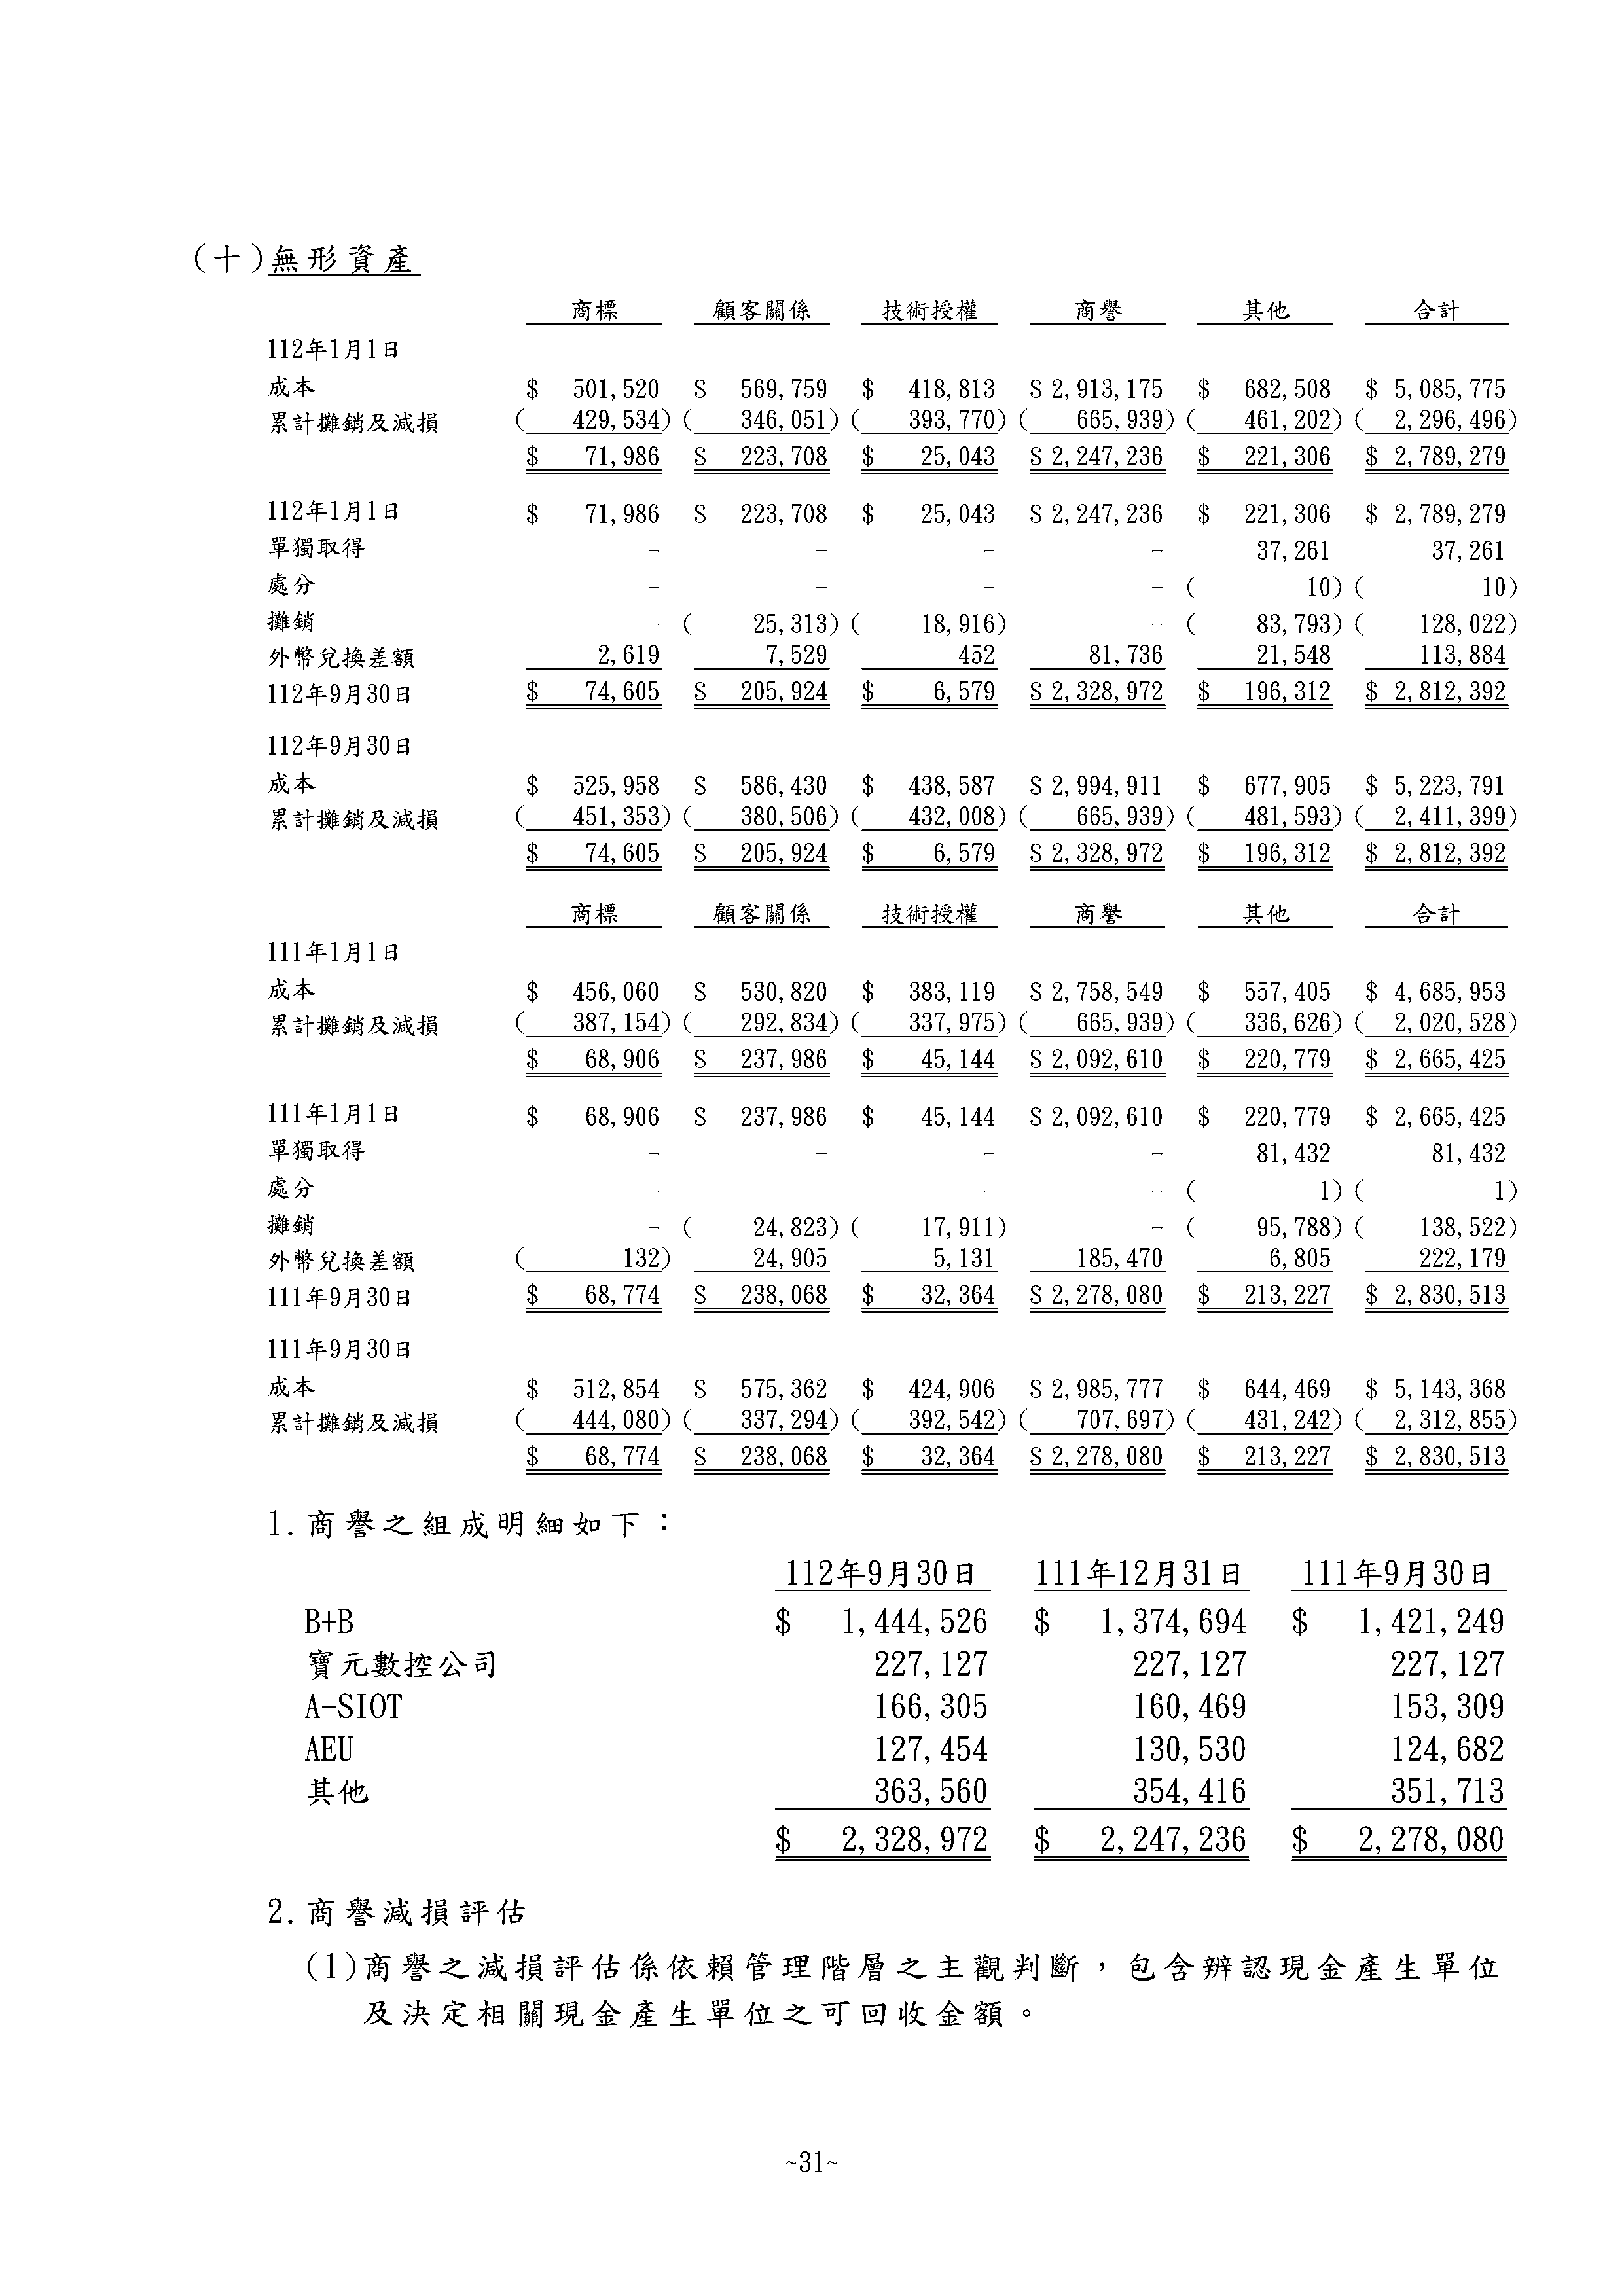 (十)無形資產
商標 顧客關係 技術授權 商譽 其他 合計
112年1月1日
成本 $ 501,520 $ 569,759 $ 418,813 $ 2,913,175 $ 682,508 $ 5,085,775
累計攤銷及減損 ( 429,534) ( 346,051) ( 393,770) ( 665,939) ( 461,202) ( 2,296,496)
$ 71,986 $ 223,708 $ 25,043 $ 2,247,236 $ 221,306 $ 2,789,279
112年1月1日 $ 71,986 $ 223,708 $ 25,043 $ 2,247,236 $ 221,306 $ 2,789,279
單獨取得 - - - - 37,261 37,261
處分 - - - - ( 10) ( 10)
攤銷 - ( 25,313) ( 18,916) - ( 83,793) ( 128,022)
外幣兌換差額 2,619 7,529 452 81,736 21,548 113,884
112年9月30日 $ 74,605 $ 205,924 $ 6,579 $ 2,328,972 $ 196,312 $ 2,812,392
112年9月30日
成本 $ 525,958 $ 586,430 $ 438,587 $ 2,994,911 $ 677,905 $ 5,223,791
累計攤銷及減損 ( 451,353) ( 380,506) ( 432,008) ( 665,939) ( 481,593) ( 2,411,399)
$ 74,605 $ 205,924 $ 6,579 $ 2,328,972 $ 196,312 $ 2,812,392
商標 顧客關係 技術授權 商譽 其他 合計
111年1月1日
成本 $ 456,060 $ 530,820 $ 383,119 $ 2,758,549 $ 557,405 $ 4,685,953
累計攤銷及減損 ( 387,154) ( 292,834) ( 337,975) ( 665,939) ( 336,626) ( 2,020,528)
$ 68,906 $ 237,986 $ 45,144 $ 2,092,610 $ 220,779 $ 2,665,425
111年1月1日 $ 68,906 $ 237,986 $ 45,144 $ 2,092,610 $ 220,779 $ 2,665,425
單獨取得 - - - - 81,432 81,432
處分 - - - - ( 1) ( 1)
攤銷 - ( 24,823) ( 17,911) - ( 95,788) ( 138,522)
外幣兌換差額 ( 132) 24,905 5,131 185,470 6,805 222,179
111年9月30日 $ 68,774 $ 238,068 $ 32,364 $ 2,278,080 $ 213,227 $ 2,830,513
111年9月30日
成本 $ 512,854 $ 575,362 $ 424,906 $ 2,985,777 $ 644,469 $ 5,143,368
累計攤銷及減損 ( 444,080) ( 337,294) ( 392,542) ( 707,697) ( 431,242) ( 2,312,855)
$ 68,774 $ 238,068 $ 32,364 $ 2,278,080 $ 213,227 $ 2,830,513
1.商譽之組成明細如下：
112年9月30日 111年12月31日 111年9月30日
B+B $ 1,444,526 $ 1,374,694 $ 1,421,249
寶元數控公司 227,127 227,127 227,127
A-SIOT 166,305 160,469 153,309
AEU 127,454 130,530 124,682
其他 363,560 354,416 351,713
$ 2,328,972 $ 2,247,236 $ 2,278,080
2.商譽減損評估
(1)商譽之減損評估係依賴管理階層之主觀判斷，包含辨認現金產生單位
及決定相關現金產生單位之可回收金額。
~31~